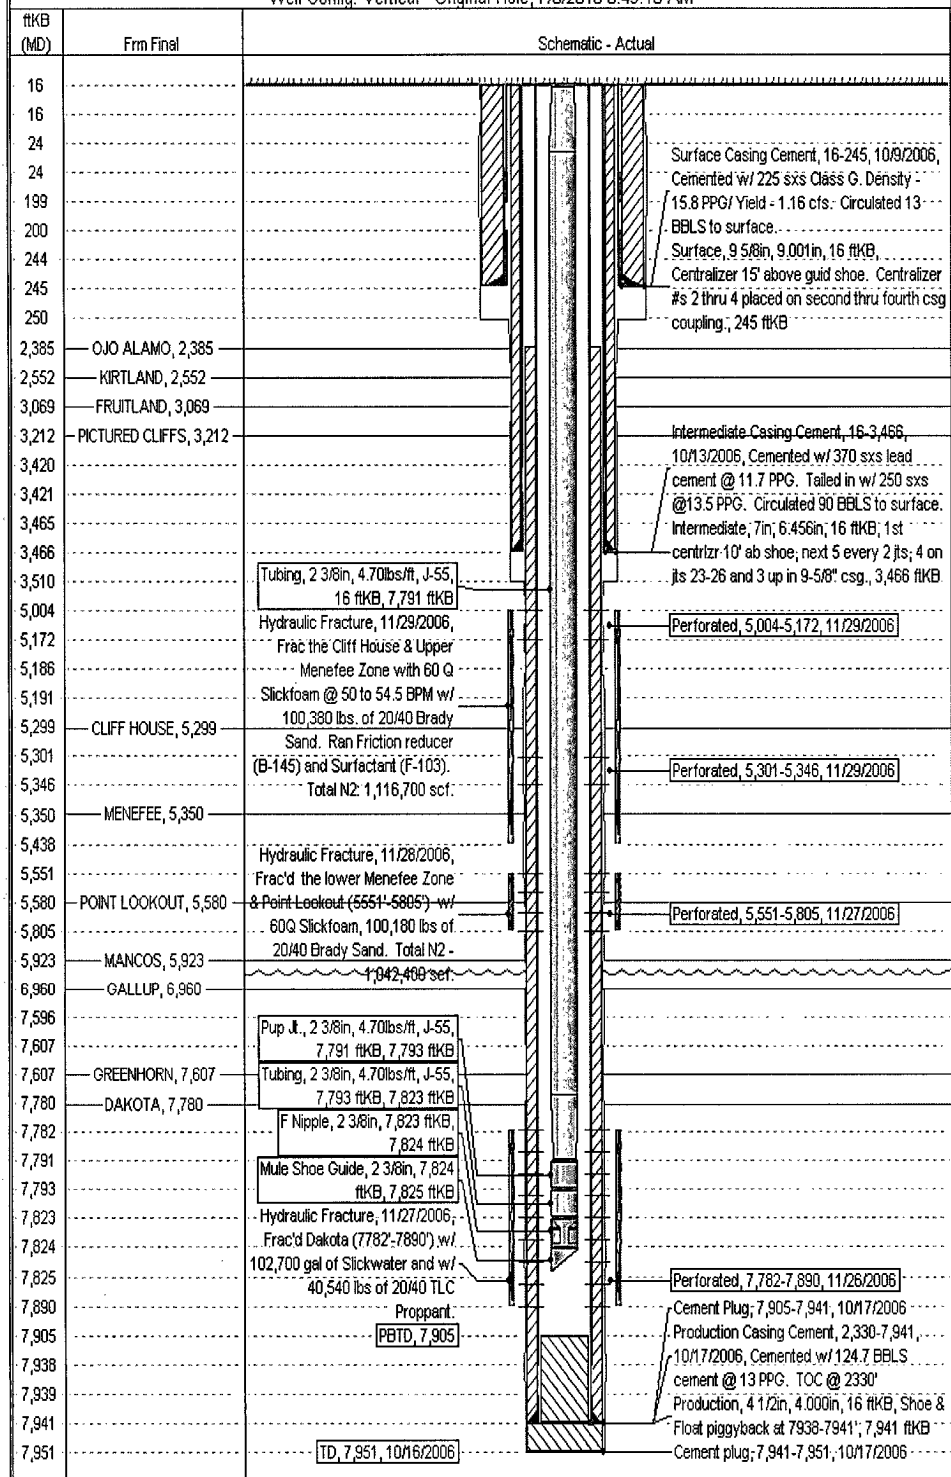 Well Config: Vertical - Original Hole,
ftKB
(MD)
Frm Final
Schematic - Actual
16
16
24
24
199
200
244
245
250
2,385
2,552
3,069
3,212
3,420
3,421
3,465
3,466
3,510
5,004
5,172
5,186
5,191
5,299
5,301
5,346
5,350
5,438
5,551
5,580
5,805
5,923
6,960
7,596
7,607
7,607
7,780
7,782
7,791
7,793
7,823
7,824
7,825
7,890
7,905
7,938
7,939
7,941
7,951
OJO ALAMO, 2,385
KIRTLAND, 2,552
FRUITLAND, 3,069
PICTURED CLIFFS, 3,212
CLIFF HOUSE, 5,299
MENEFEE, 5,350
POINT LOOKOUT, 5,580
MANCOS, 5,923
GALLUP, 6,960
GREENHORN, 7,607
DAKOTA, 7,780
Tubing, 2 3/8in, 4.70lbs/ft, J-55,
16 ftKB, 7,791 ftKB
Hydraulic Fracture, 11/29/2006,
Frac the Cliff House & Upper
Menefee Zone with 60 Q
Slickfoam @ 50 to 54.5 BPM w/
100,380 lbs. of 20/40 Brady
Sand. Ran Friction reducer
(B-145) and Surfactant (F-103).
Total N2: 1,116,700 scf.
Hydraulic Fracture, 11/28/2006,
Frac'd the lower Menefee Zone
& Point Lookout (5551'-5805') w/
60Q Slickfoam, 100,180 lbs of
20/40 Brady Sand. Total N2 -
1,042,400 scf.
Pup Jt., 2 3/8in, 4.70lbs/ft, J-55,
7,791 ftKB, 7,793 ftKB
Tubing, 2 3/8in, 4.70lbs/ft, J-55,
7,793 ftKB, 7,823 ftKB
F Nipple, 2 3/8in, 7,823 ftKB,
7,824 ftKB
Mule Shoe Guide, 2 3/8in, 7,824
ftKB, 7,825 ftKB
Hydraulic Fracture, 11/27/2006,
Frac'd Dakota (7782'-7890') w/
102,700 gal of Slickwater and w/
40,540 lbs of 20/40 TLC
Proppant.
PBTD, 7,905
TD, 7,951, 10/16/2006
Surface Casing Cement, 16-245, 10/9/2006,
Cemented w/ 225 sxs Class G. Density -
15.8 PPG/ Yield - 1.16 cfs. Circulated 13
BBLS to surface.
Surface, 9 5/8in, 9.001in, 16 ftKB,
Centralizer 15' above guid shoe. Centralizer
#s 2 thru 4 placed on second thru fourth csg
coupling., 245 ftKB
Intermediate Casing Cement, 16-3,466,
10/13/2006, Cemented w/ 370 sxs lead
cement @ 11.7 PPG. Tailed in w/ 250 sxs
@13.5 PPG. Circulated 90 BBLS to surface.
Intermediate, 7in, 6.456in, 16 ftKB, 1st
centrlzr 10' ab shoe; next 5 every 2 jts; 4 on
jts 23-26 and 3 up in 9-5/8" csg., 3,466 ftKB
Perforated, 5,004-5,172, 11/29/2006
Perforated, 5,301-5,346, 11/29/2006
Perforated, 5,551-5,805, 11/27/2006
Perforated, 7,782-7,890, 11/26/2006
Cement Plug, 7,905-7,941, 10/17/2006
Production Casing Cement, 2,330-7,941,
10/17/2006, Cemented w/ 124.7 BBLS
cement @ 13 PPG. TOC @ 2330'
Production, 4 1/2in, 4.000in, 16 ftKB, Shoe &
Float piggyback at 7938-7941', 7,941 ftKB
Cement plug, 7,941-7,951, 10/17/2006